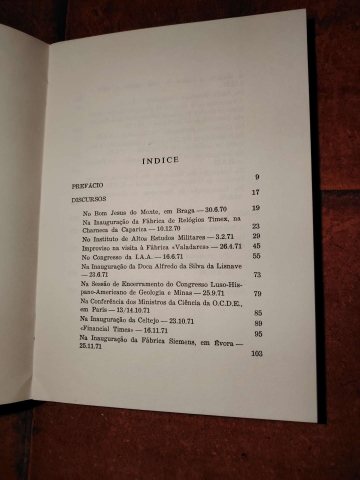 ÍNDICE
PREFÁCIO 9
DISCURSOS 17
No Bom Jesus do Monte, em Braga — 10.6.70 19
Na Inauguração da Fábrica de Relógios Timex, na
Charneca da Caparica — 10.12.70 23
No Instituto de Altos Estudos Militares — 3.2.71 29
Improviso na visita à Fábrica «Valadares» — 26.4.71 45
No Congresso da I.A.A. — 16.6.71 55
Na Inauguração da Doca Alfredo da Silva da Lisnave
— 23.6.71 73
Na Sessão de Encerramento do Congresso Luso-His-
pano-Americano de Geologia e Minas — 25.9.71 79
Na Conferência dos Ministros da Ciência da O.C.D.E.,
em Paris — 13/14.10.71 85
Na Inauguração da Celtejo — 23.10.71 89
«Financial Times» — 16.11.71 95
Na Inauguração da Fábrica Siemens, em Évora —
25.11.71 103